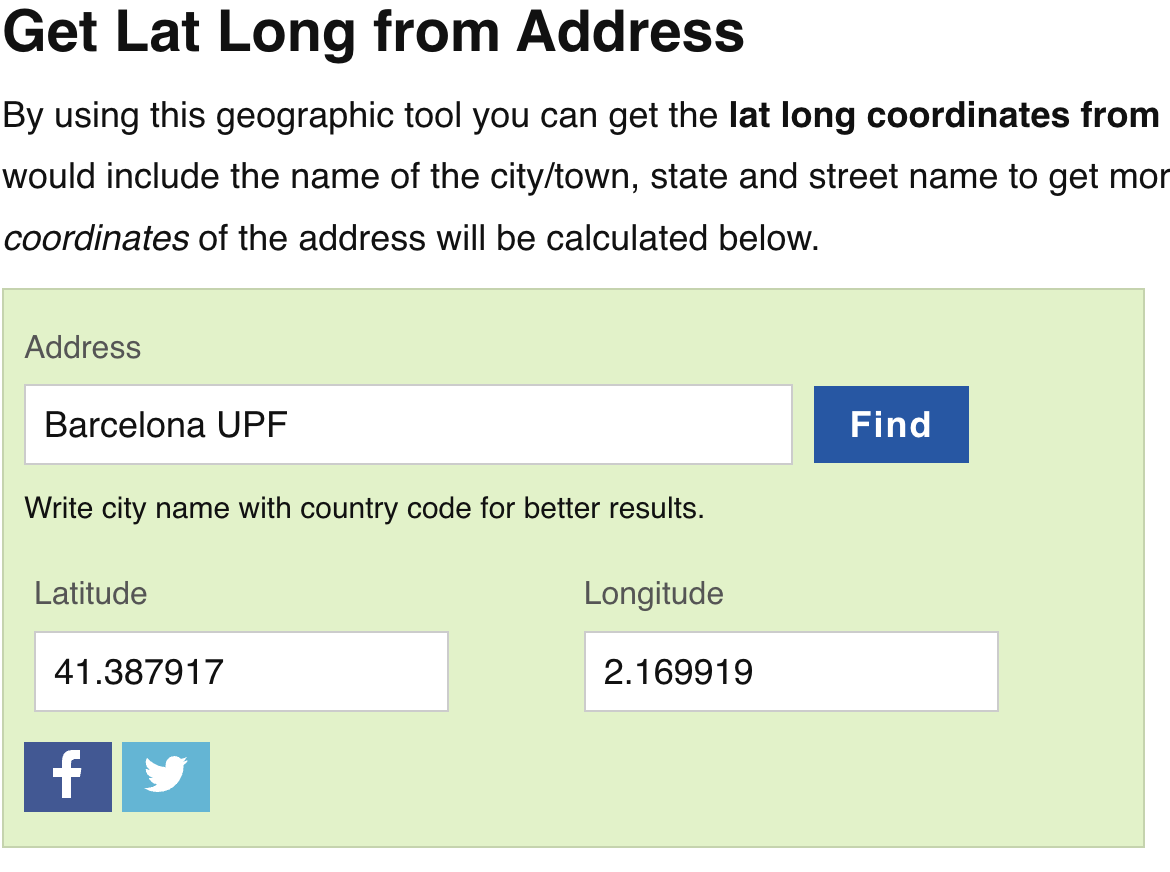 Get Lat Long from Address
By using this geographic tool you can get the lat long coordinates from
would include the name of the city/town, state and street name to get mor
coordinates of the address will be calculated below.
Address
Barcelona UPF
Find
Write city name with country code for better results.
Latitude
Longitude
41.387917
2.169919